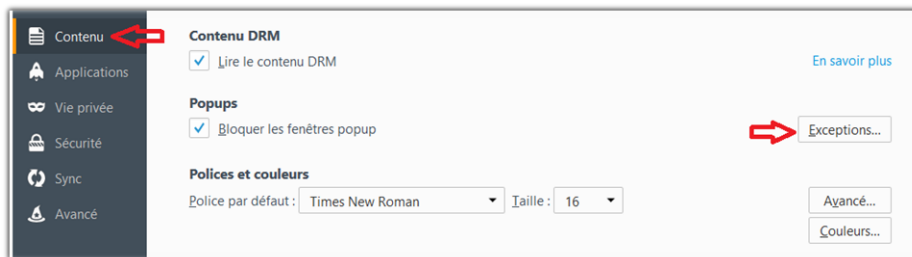 Contenu
Applications
Vie privée
Sécurité
Sync
Avancé
Contenu DRM
Lire le contenu DRM En savoir plus
Popups
Bloquer les fenêtres popup Exceptions...
Polices et couleurs
Police par défaut : Times New Roman Taille : 16 Avancé...
Couleurs...